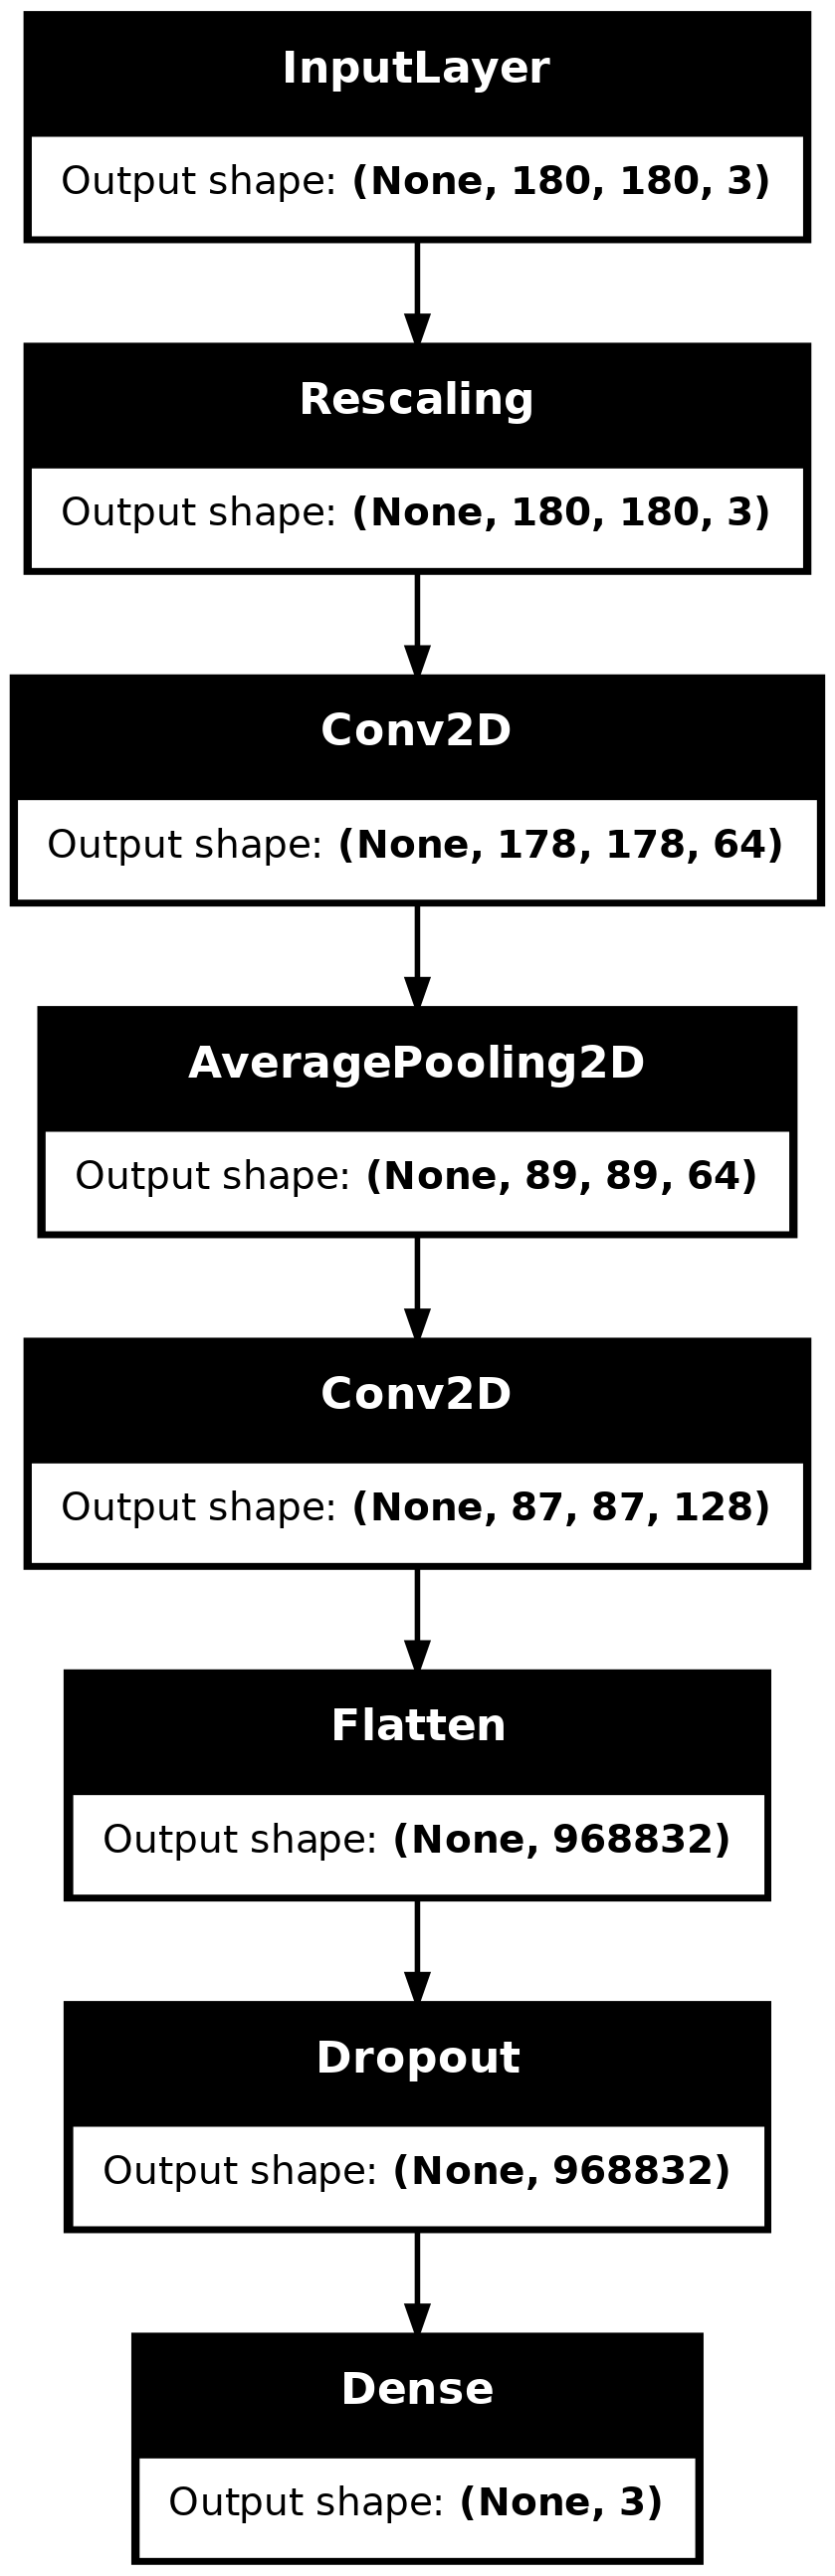 InputLayer
Output shape: (None, 180, 180, 3)
Rescaling
Output shape: (None, 180, 180, 3)
Conv2D
Output shape: (None, 178, 178, 64)
AveragePooling2D
Output shape: (None, 89, 89, 64)
Conv2D
Output shape: (None, 87, 87, 128)
Flatten
Output shape: (None, 968832)
Dropout
Output shape: (None, 968832)
Dense
Output shape: (None, 3)